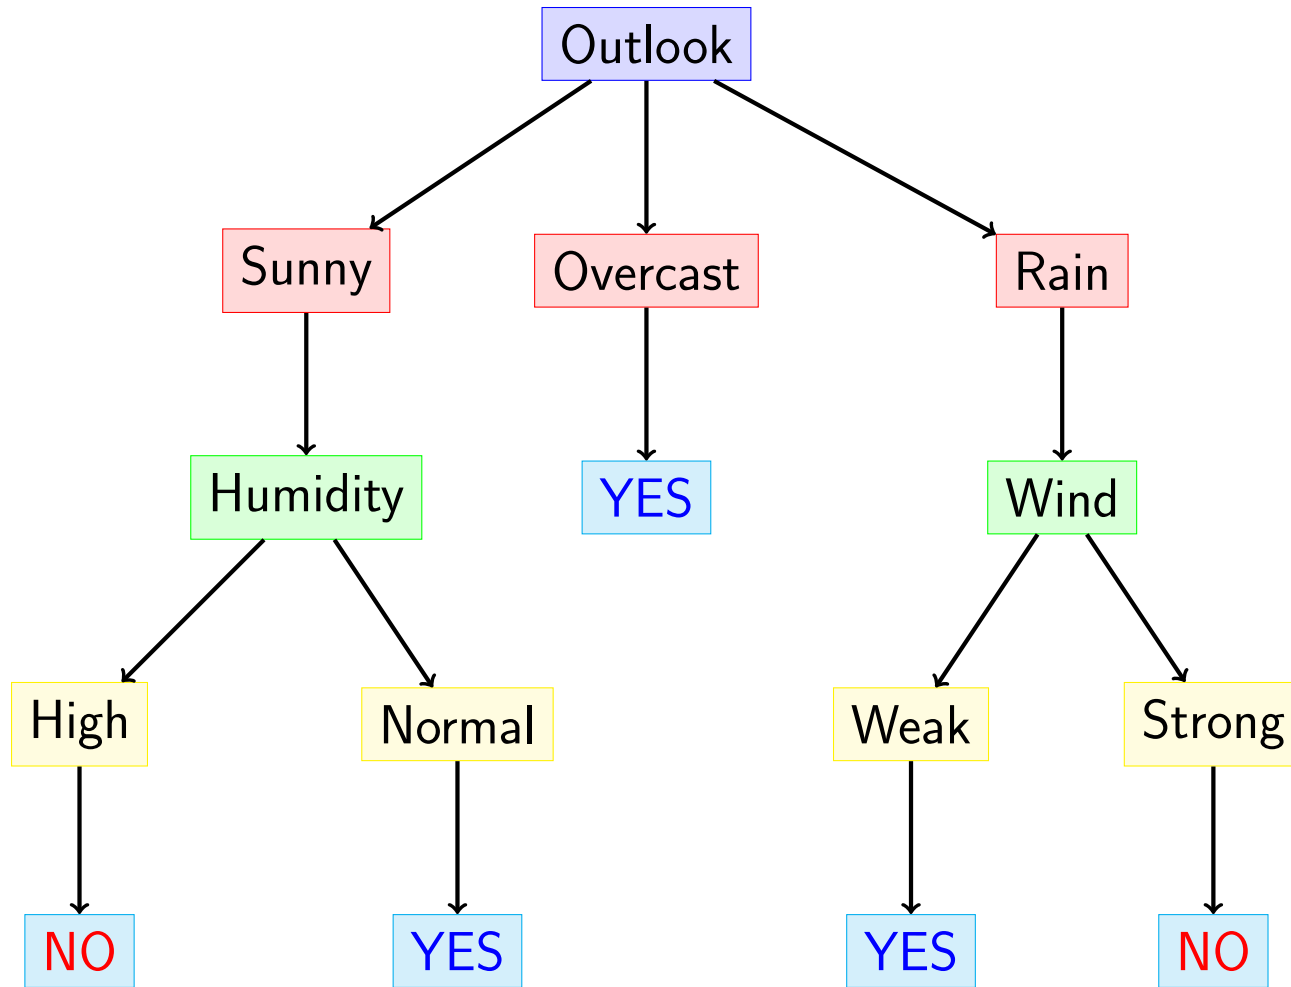 Outlook
Sunny
Overcast
Rain
Humidity
YES
Wind
High
Normal
Weak
Strong
NO
YES
YES
NO